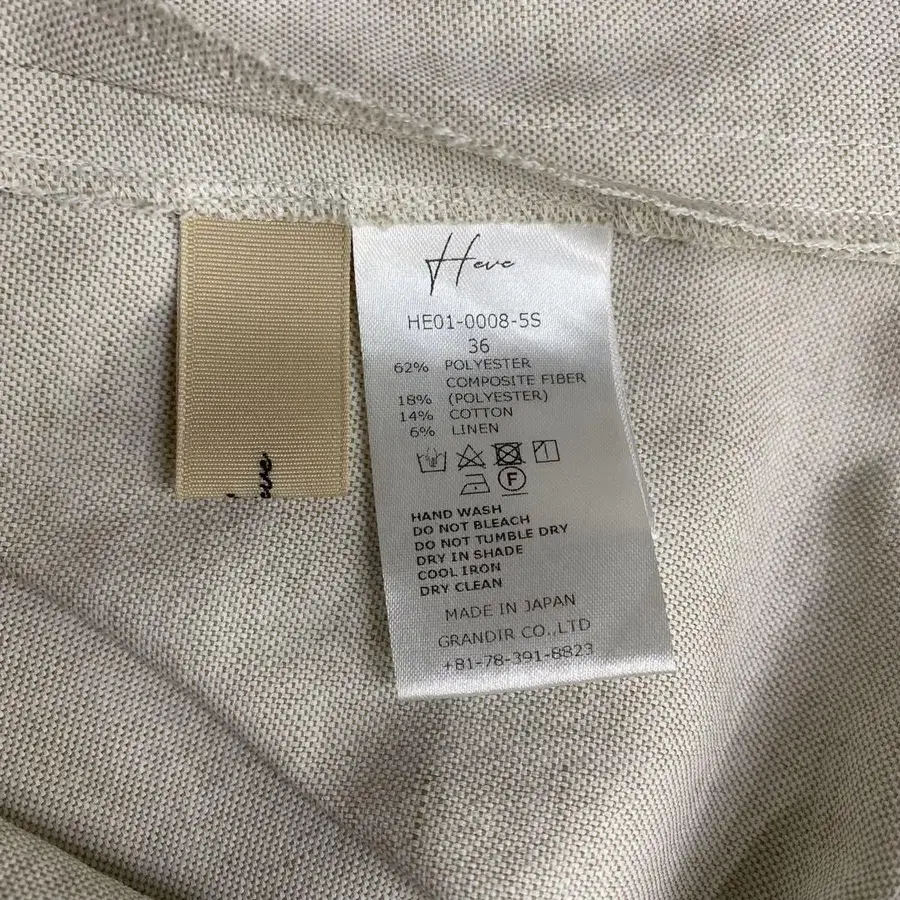 Heve
HE01-0008-5S
36
62% POLYESTER
COMPOSITE FIBER
18% (POLYESTER)
14% COTTON
6% LINEN
F
HAND WASH
DO NOT BLEACH
DO NOT TUMBLE DRY
DRY IN SHADE
COOL IRON
DRY CLEAN
MADE IN JAPAN
GRANDIR CO.,LTD
+81-78-391-8823